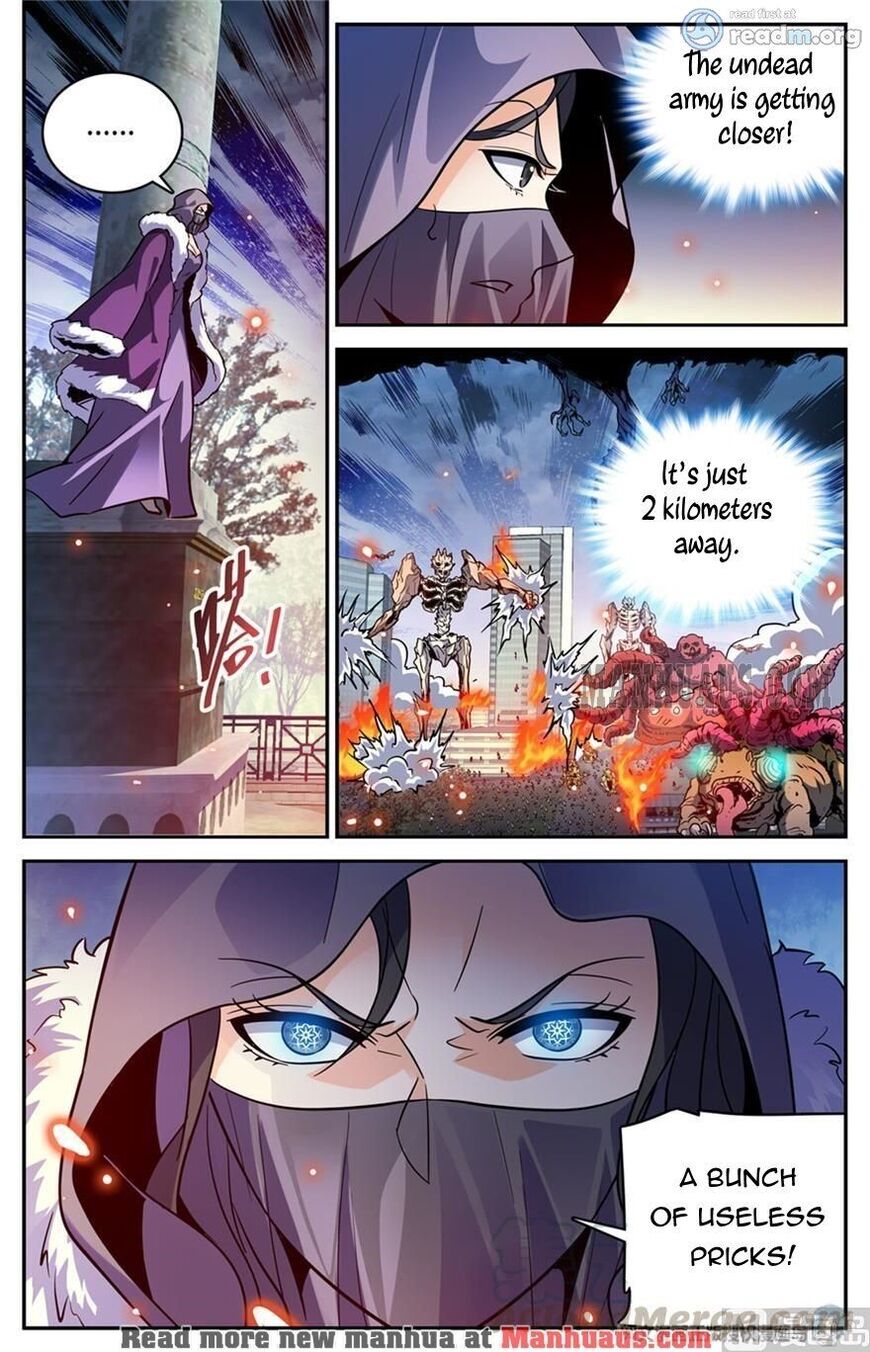 read first at
readm.org
......
The undead
army is getting
closer!
It's just
2 kilometers
away.
哈!
A BUNCH
OF USELESS
PRICKS!
Read more new manhua at Manhuaus.com